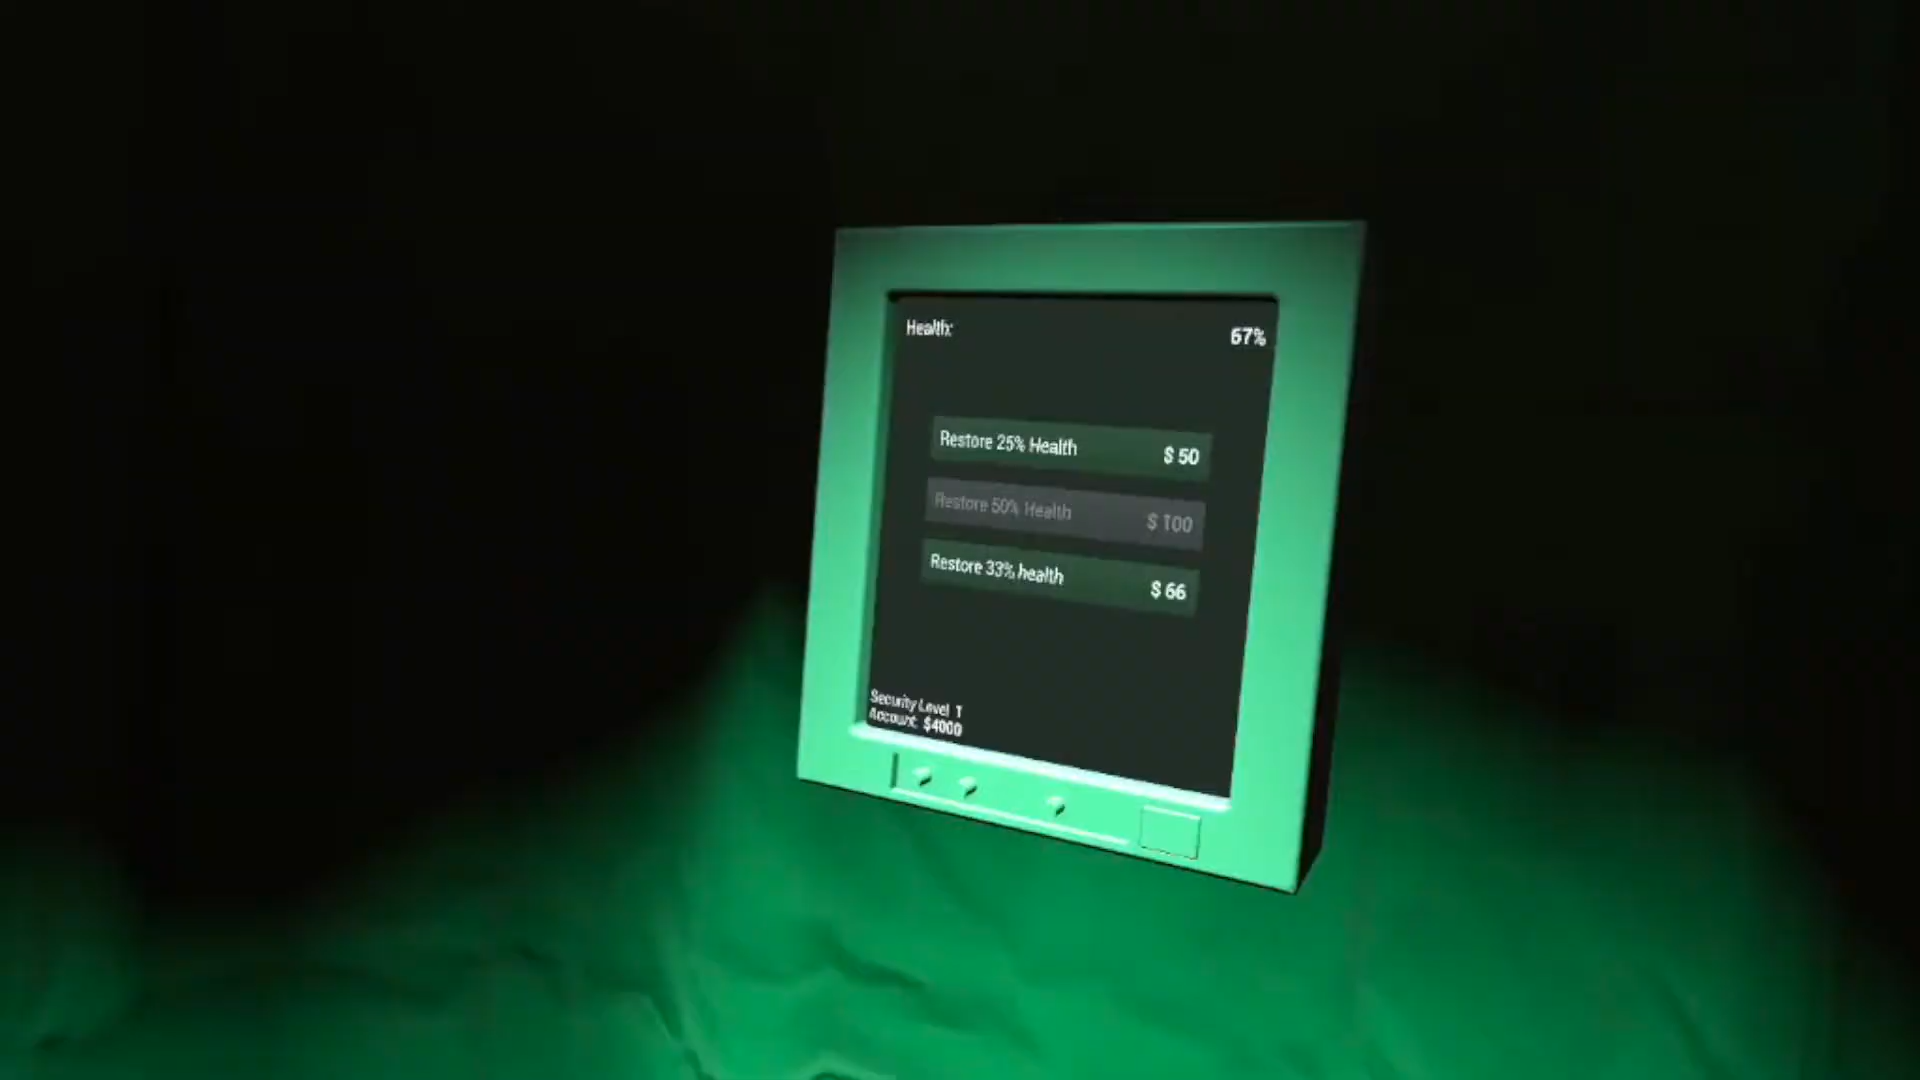 Health: 67%
Restore 25% Health $ 50
Restore 50% Health $ 100
Restore 33% health $ 66
Security Level 1
Account: $4000